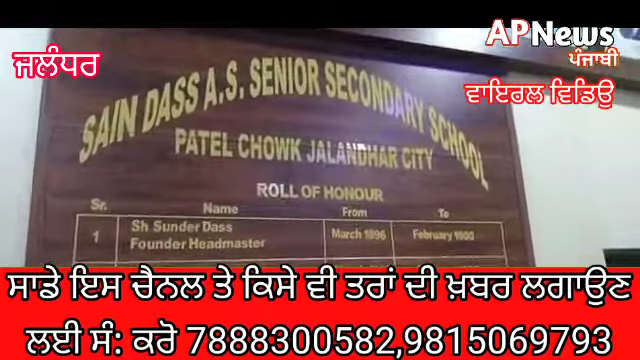 APNews
ਪੰਜਾਬੀ
ਜਲੰਧਰ
ਵਾਇਰਲ ਵਿਡਿਉ
SAIN DASS A.S. SENIOR SECONDARY SCHOOL
PATEL CHOWK JALANDHAR CITY
ROLL OF HONOUR
Sr. Name From To
1 Sh Sunder Dass March 1896 February 1900
Founder Headmaster
ਸਾਡੇ ਇਸ ਚੈਨਲ ਤੇ ਕਿਸੇ ਵੀ ਤਰਾਂ ਦੀ ਖ਼ਬਰ ਲਗਾਉਣ
ਲਈ ਸੰ: ਕਰੋ 7888300582,9815069793